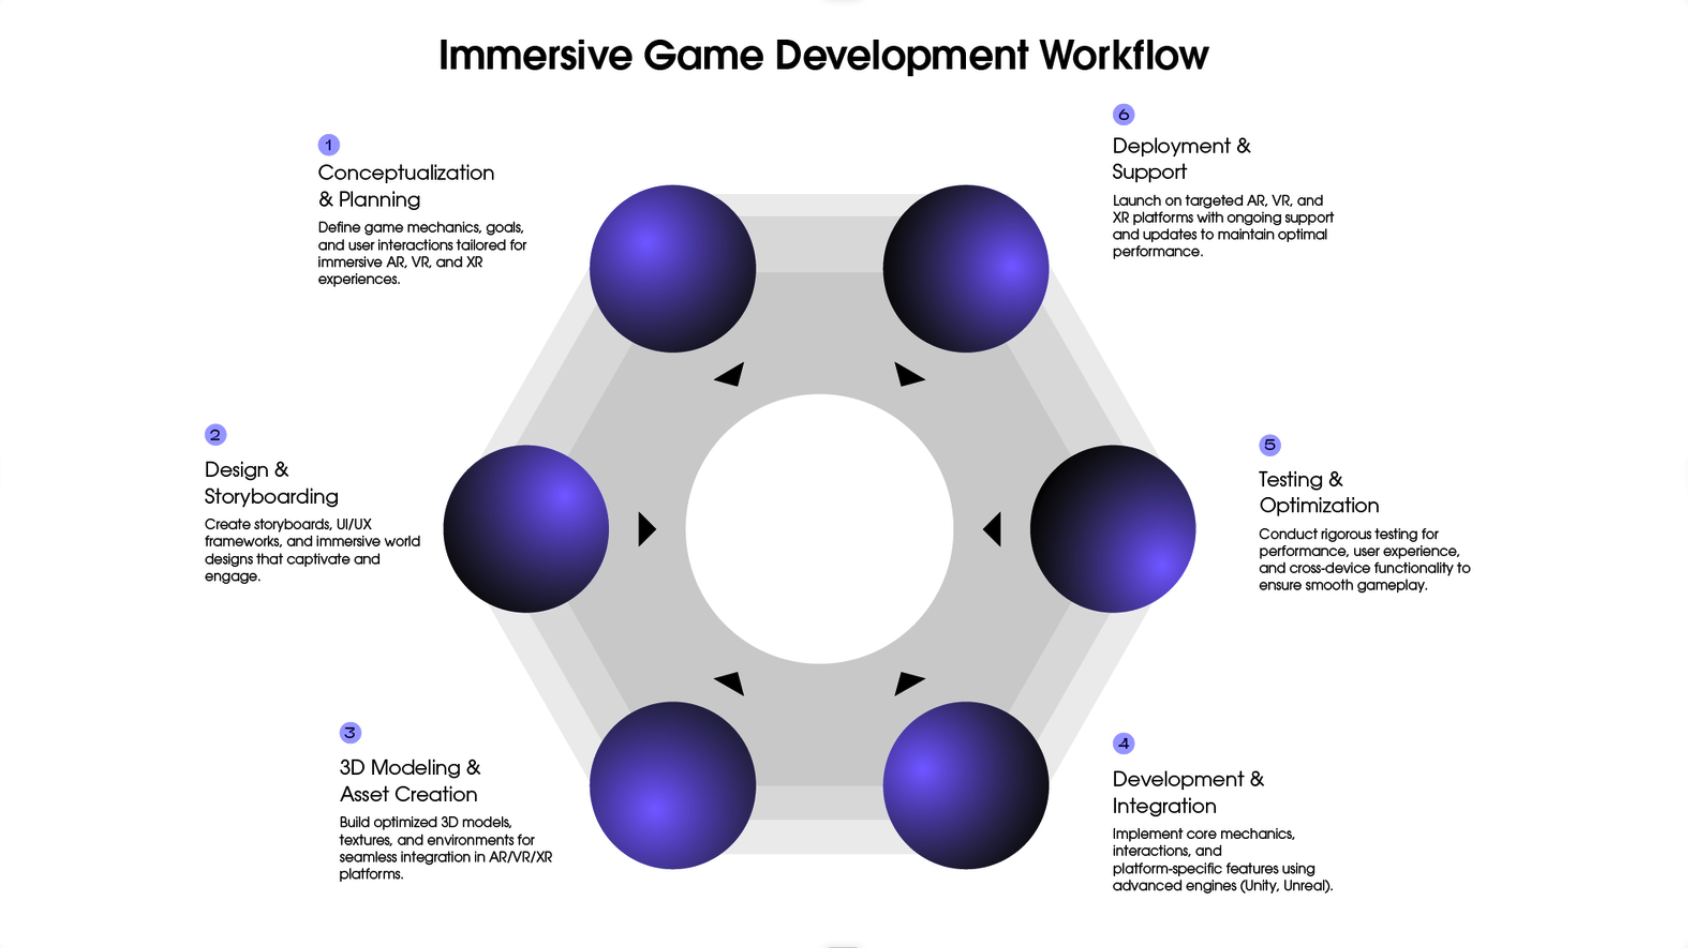 Immersive Game Development Workflow
1
Conceptualization
& Planning
Define game mechanics, goals,
and user interactions tailored for
immersive AR, VR, and XR
experiences.
2
Design &
Storyboarding
Create storyboards, UI/UX
frameworks, and immersive world
designs that captivate and
engage.
3
3D Modeling &
Asset Creation
Build optimized 3D models,
textures, and environments for
seamless integration in AR/VR/XR
platforms.
4
Development &
Integration
Implement core mechanics,
interactions, and
platform-specific features using
advanced engines (Unity, Unreal).
5
Testing &
Optimization
Conduct rigorous testing for
performance, user experience,
and cross-device functionality to
ensure smooth gameplay.
6
Deployment &
Support
Launch on targeted AR, VR, and
XR platforms with ongoing support
and updates to maintain optimal
performance.